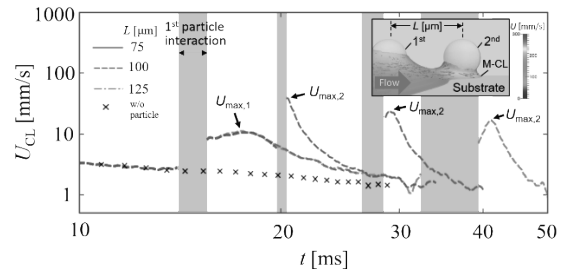 1000
100
10
1
U_CL [mm/s]
L [μm]
75
100
125
w/o
particle
1st particle
interaction
U_max,1
U_max,2
U_max,2
U_max,2
L [μm]
1st
2nd
M-CL
Flow
Substrate
U [mm/s]
10
20
30
40
50
t [ms]